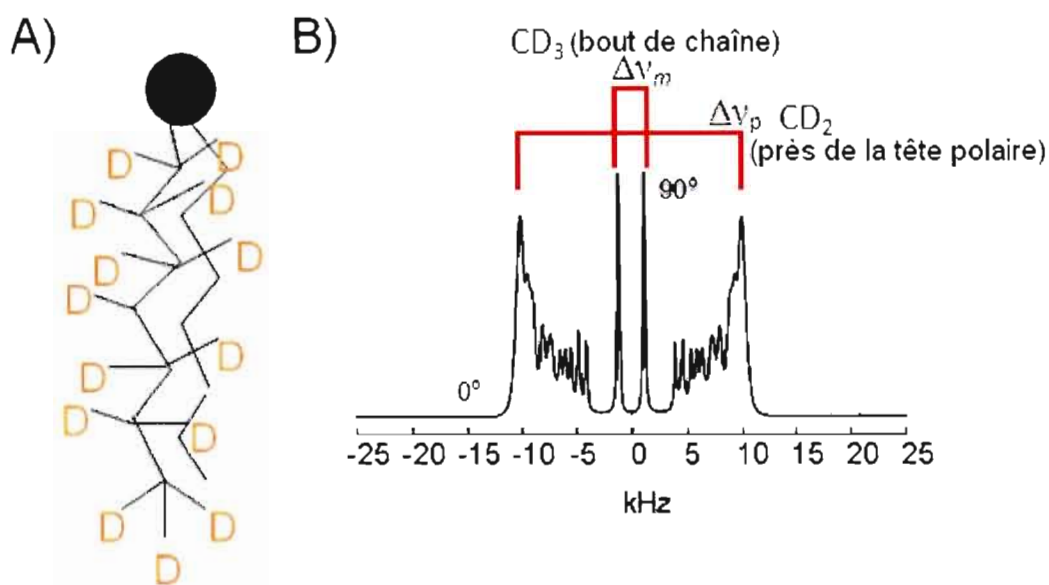 A)
D
D
D
D
D
D
D
D
D
D
D
D
D
D
B)
CD₃ (bout de chaîne)
Δνₘ
Δνₚ CD₂
(près de la tête polaire)
90°
0°
-25 -20 -15 -10 -5 0 5 10 15 20 25
kHz